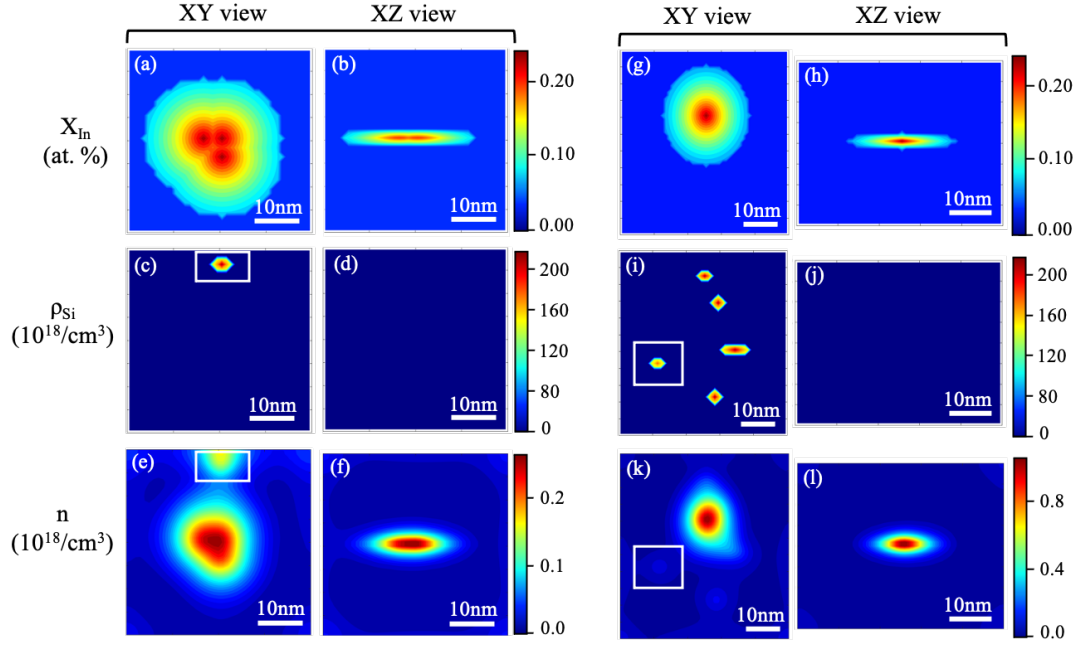 XY view XZ view XY view XZ view
(a) (b) (g) (h)
X_In
(at. %)
0.20
0.10
0.00
0.20
0.10
0.00
10nm 10nm 10nm 10nm
(c) (d) (i) (j)
ρ_Si
(10^18/cm^3)
200
160
120
80
40
0
200
160
120
80
40
0
10nm 10nm 10nm 10nm
(e) (f) (k) (l)
n
(10^18/cm^3)
0.2
0.1
0.0
0.8
0.4
0.0
10nm 10nm 10nm 10nm